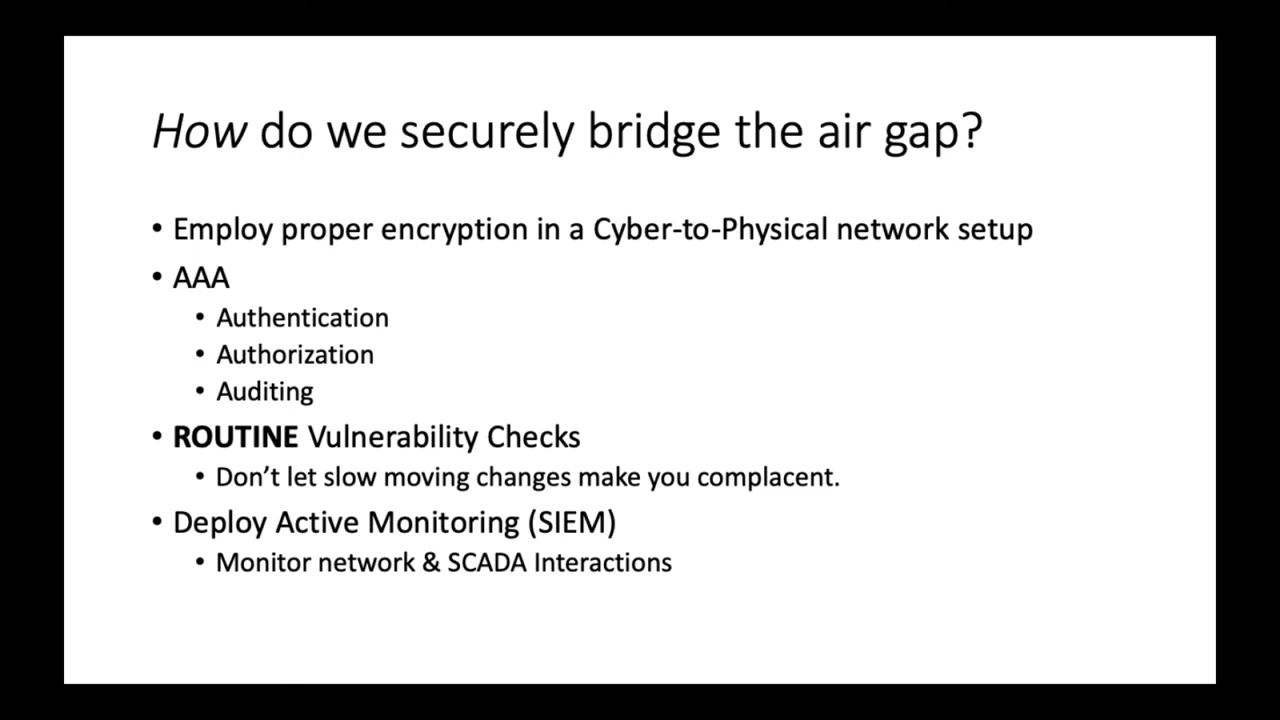 How do we securely bridge the air gap?
• Employ proper encryption in a Cyber-to-Physical network setup
• AAA
• Authentication
• Authorization
• Auditing
• ROUTINE Vulnerability Checks
• Don’t let slow moving changes make you complacent.
• Deploy Active Monitoring (SIEM)
• Monitor network & SCADA Interactions